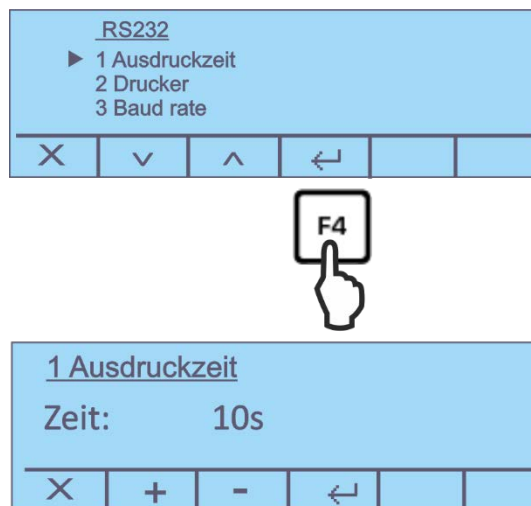 RS232
▶ 1 Ausdruckzeit
2 Drucker
3 Baud rate
X ∨ ∧ ↵
F4
1 Ausdruckzeit
Zeit: 10s
X + - ↵